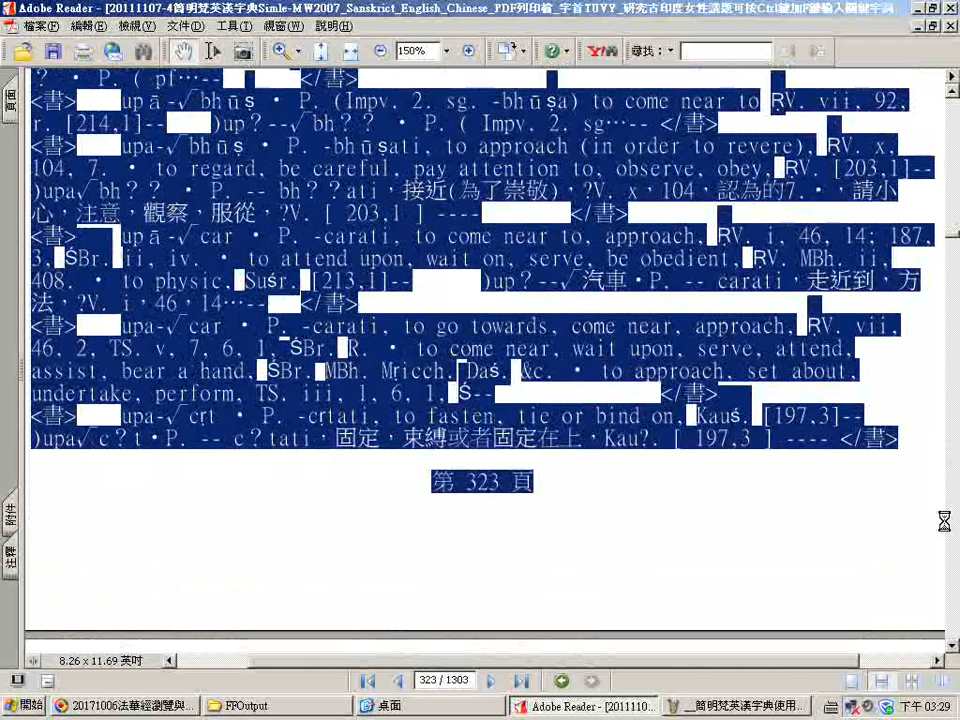 Adobe Reader - [20111107-4簡明梵英漢字典Simle-MW2007_Sanskrict_English_Chinese_PDF列印檔_字首TUVY_研究古印度女性議題可按Ctrl鍵加F鍵輸入關鍵字詞
檔案(F) 編輯(E) 檢視(V) 文件(D) 工具(T) 視窗(W) 說明(H)
150% Y! 尋找：
頁面
? • P. ( pf…-- </書>
<書> upā-√bhūṣ • P. (Impv. 2. sg. -bhūṣa) to come near to RV. vii, 92,
r. [214,1]-- )up？--√bh？？ • P. ( Impv. 2. sg…-- </書>
<書> upa-√bhūṣ • P. -bhūṣati, to approach (in order to revere), RV. x,
104, 7. • to regard, be careful, pay attention to, observe, obey, RV. [203,1]--
)upa√bh？？ • P. -- bh？？ati，接近(為了崇敬)，?V. x，104，認為的7.•，請小
心，注意，觀察，服從，?V. [ 203,1 ] ---- </書>
<書> upā-√car • P. -carati, to come near to, approach, RV. i, 46, 14; 187,
3, ŚBr. ii, iv. • to attend upon, wait on, serve, be obedient, RV. MBh. ii,
408. • to physic, Suśr. [213,1]-- )up？--√汽車•P. -- carati，走近到，方
法，?V. i，46，14…-- </書>
<書> upa-√car • P. -carati, to go towards, come near, approach, RV. vii,
46, 2, TS. v, 7, 6, 1, ŚBr. R. • to come near, wait upon, serve, attend,
assist, bear a hand, ŚBr. MBh. Mṛicch. Daś. &c. • to approach, set about,
undertake, perform, TS. iii, 1, 6, 1, Ś-- </書>
<書> upa-√cṛt • P. -cṛtati, to fasten, tie or bind on, Kauś. [197,3]--
)upa√c？t•P. -- c？tati，固定，束縛或者固定在上，Kau?. [ 197,3 ] ---- </書>
第 323 頁
附件
注釋
8.26 x 11.69 英吋
323 / 1303
開始 20171006法華經瀏覽與... FFOutput 桌面 Adobe Reader - [2011110... __簡明梵英字典使用... 下午 03:29